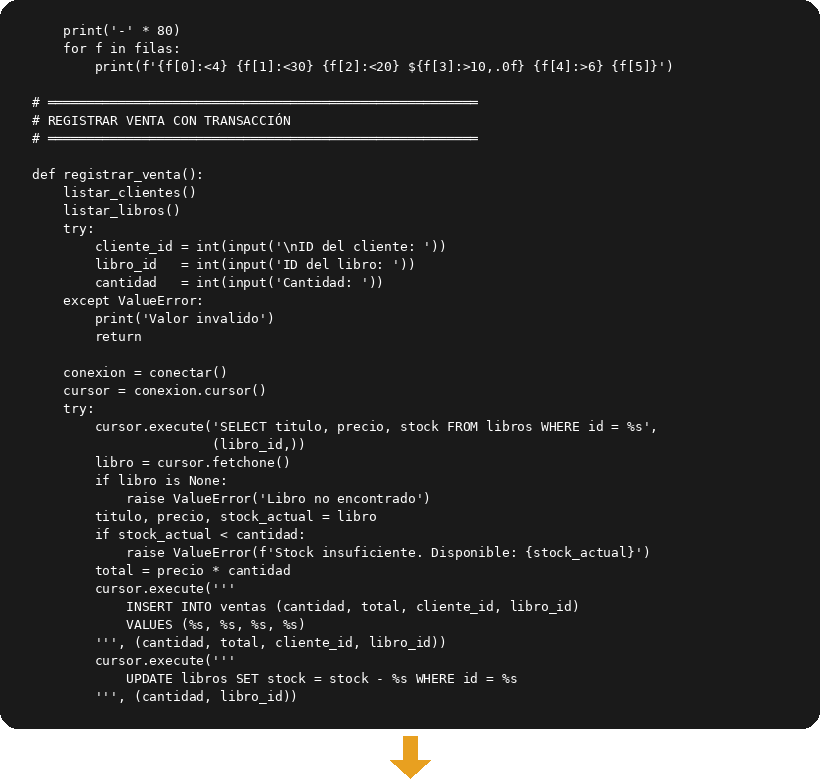 print('-' * 80)
    for f in filas:
        print(f'{f[0]:<4} {f[1]:<30} {f[2]:<20} ${f[3]:>10,.0f} {f[4]:>6} {f[5]}')
# ═══════════════════════════════════════════════════════
# REGISTRAR VENTA CON TRANSACCIÓN
# ═══════════════════════════════════════════════════════
def registrar_venta():
    listar_clientes()
    listar_libros()
    try:
        cliente_id = int(input('\nID del cliente: '))
        libro_id   = int(input('ID del libro: '))
        cantidad   = int(input('Cantidad: '))
    except ValueError:
        print('Valor invalido')
        return
    conexion = conectar()
    cursor = conexion.cursor()
    try:
        cursor.execute('SELECT titulo, precio, stock FROM libros WHERE id = %s',
                       (libro_id,))
        libro = cursor.fetchone()
        if libro is None:
            raise ValueError('Libro no encontrado')
        titulo, precio, stock_actual = libro
        if stock_actual < cantidad:
            raise ValueError(f'Stock insuficiente. Disponible: {stock_actual}')
        total = precio * cantidad
        cursor.execute('''
            INSERT INTO ventas (cantidad, total, cliente_id, libro_id)
            VALUES (%s, %s, %s, %s)
        ''', (cantidad, total, cliente_id, libro_id))
        cursor.execute('''
            UPDATE libros SET stock = stock - %s WHERE id = %s
        ''', (cantidad, libro_id))